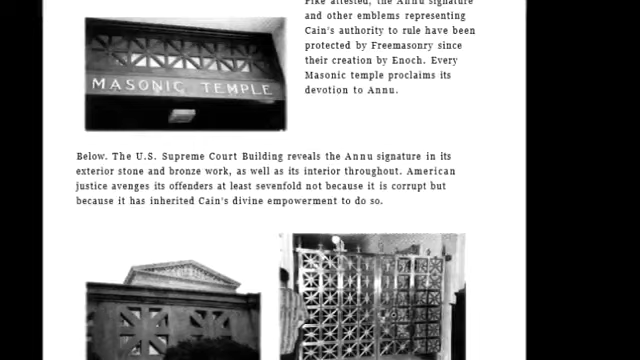 Pike attested, the Annu signature
and other emblems representing
Cain's authority to rule have been
protected by Freemasonry since
their creation by Enoch. Every
Masonic temple proclaims its
devotion to Annu.
MASONIC TEMPLE
Below. The U.S. Supreme Court Building reveals the Annu signature in its
exterior stone and bronze work, as well as its interior throughout. American
justice avenges its offenders at least sevenfold not because it is corrupt but
because it has inherited Cain's divine empowerment to do so.